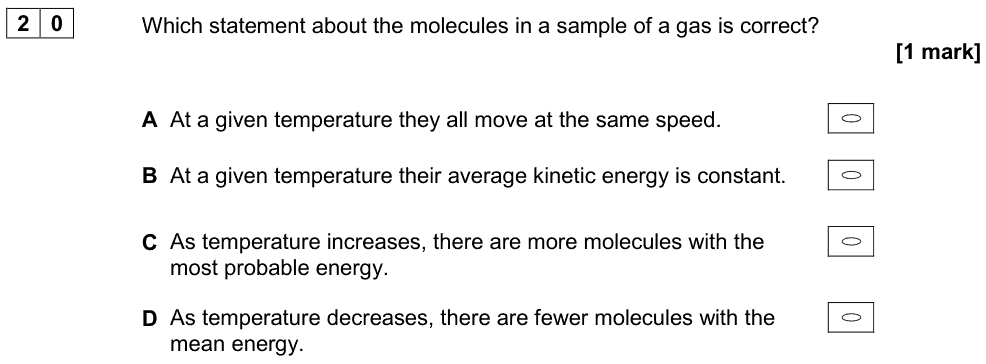 2 0 Which statement about the molecules in a sample of a gas is correct?
[1 mark]
A At a given temperature they all move at the same speed.
B At a given temperature their average kinetic energy is constant.
C As temperature increases, there are more molecules with the
most probable energy.
D As temperature decreases, there are fewer molecules with the
mean energy.